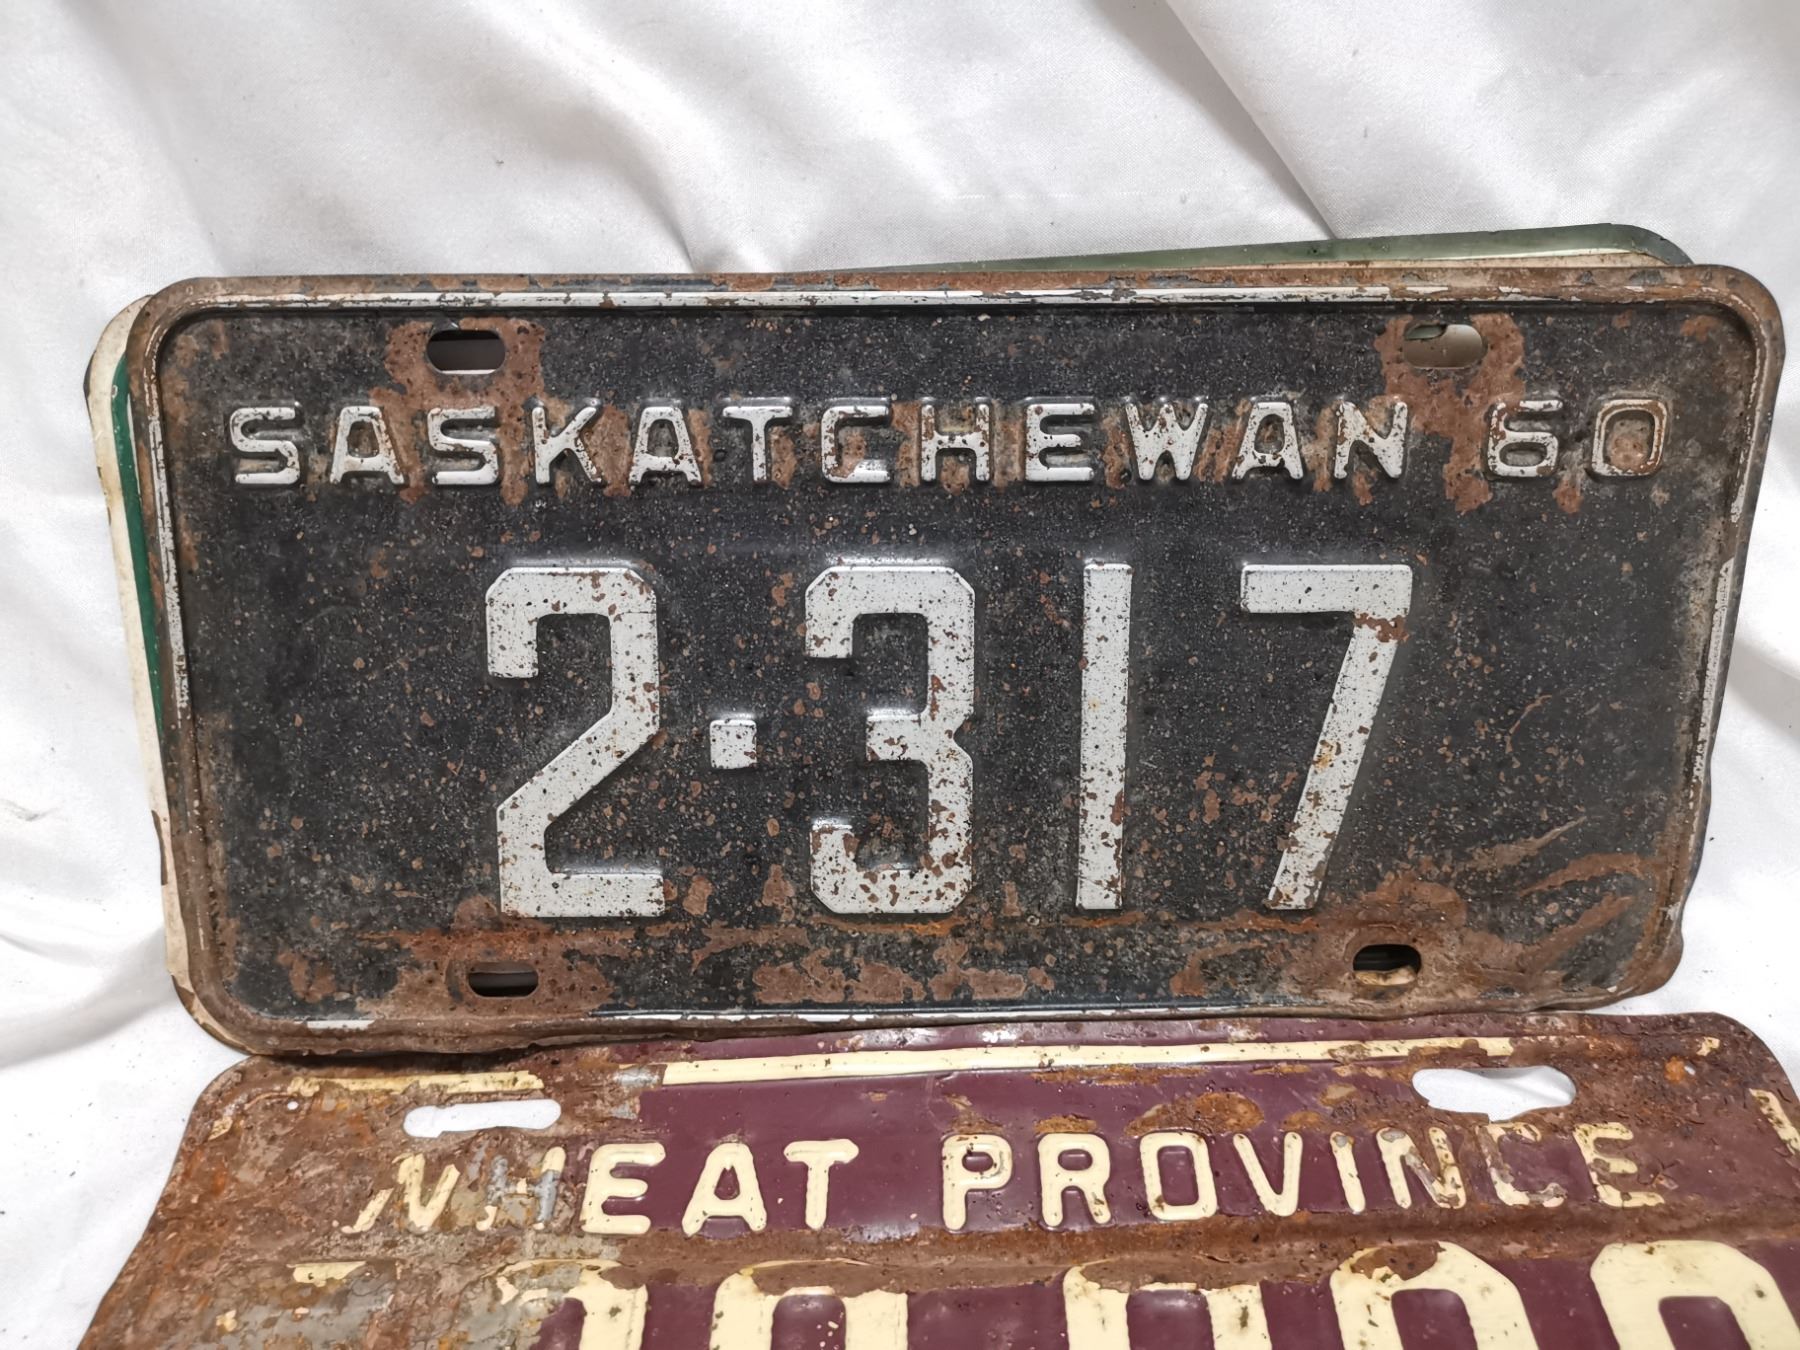 SASKATCHEWAN 60
2-317
WHEAT PROVINCE